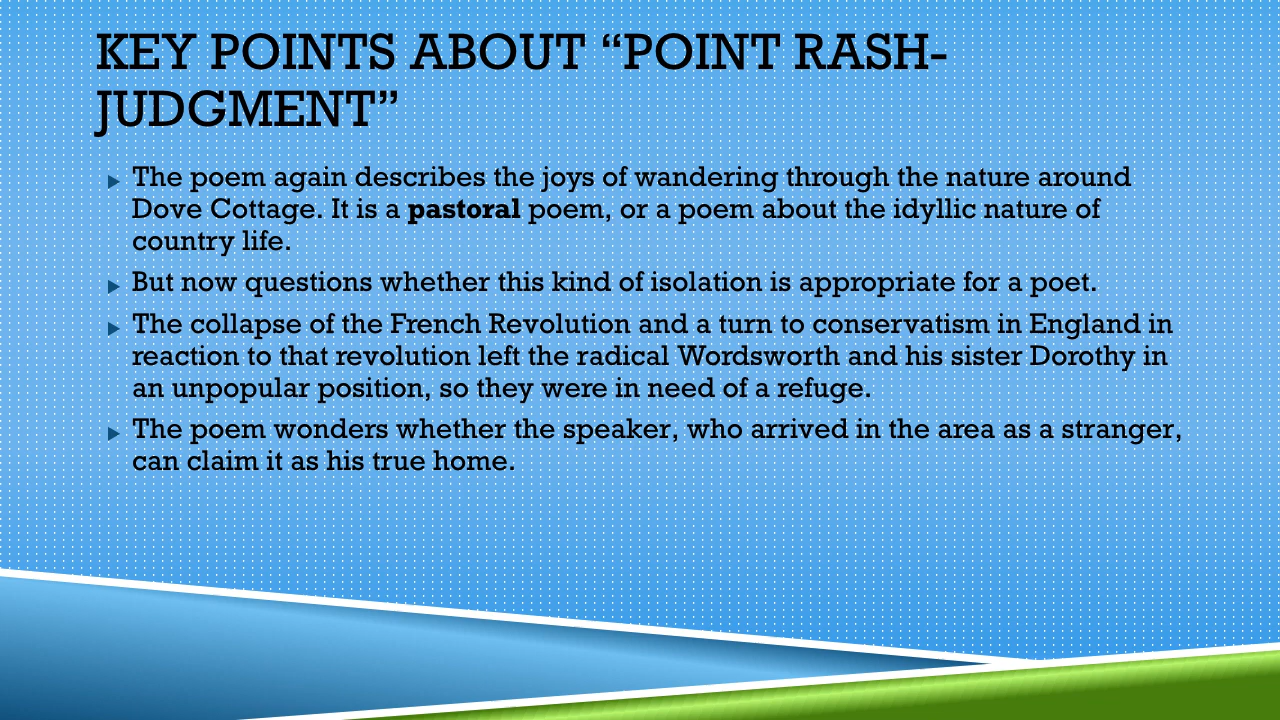 KEY POINTS ABOUT “POINT RASH-
JUDGMENT”
The poem again describes the joys of wandering through the nature around
Dove Cottage. It is a pastoral poem, or a poem about the idyllic nature of
country life.
But now questions whether this kind of isolation is appropriate for a poet.
The collapse of the French Revolution and a turn to conservatism in England in
reaction to that revolution left the radical Wordsworth and his sister Dorothy in
an unpopular position, so they were in need of a refuge.
The poem wonders whether the speaker, who arrived in the area as a stranger,
can claim it as his true home.